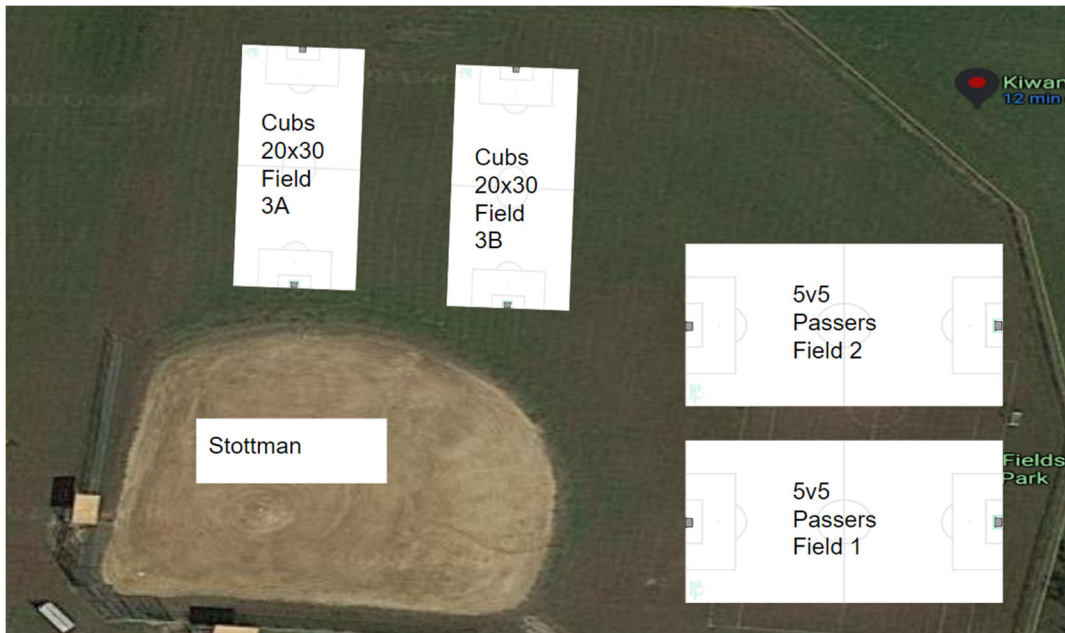 Cubs
20x30
Field
3A
Cubs
20x30
Field
3B
Kiwan
12 min
5v5
Passers
Field 2
Stottman
Fields
Park
5v5
Passers
Field 1